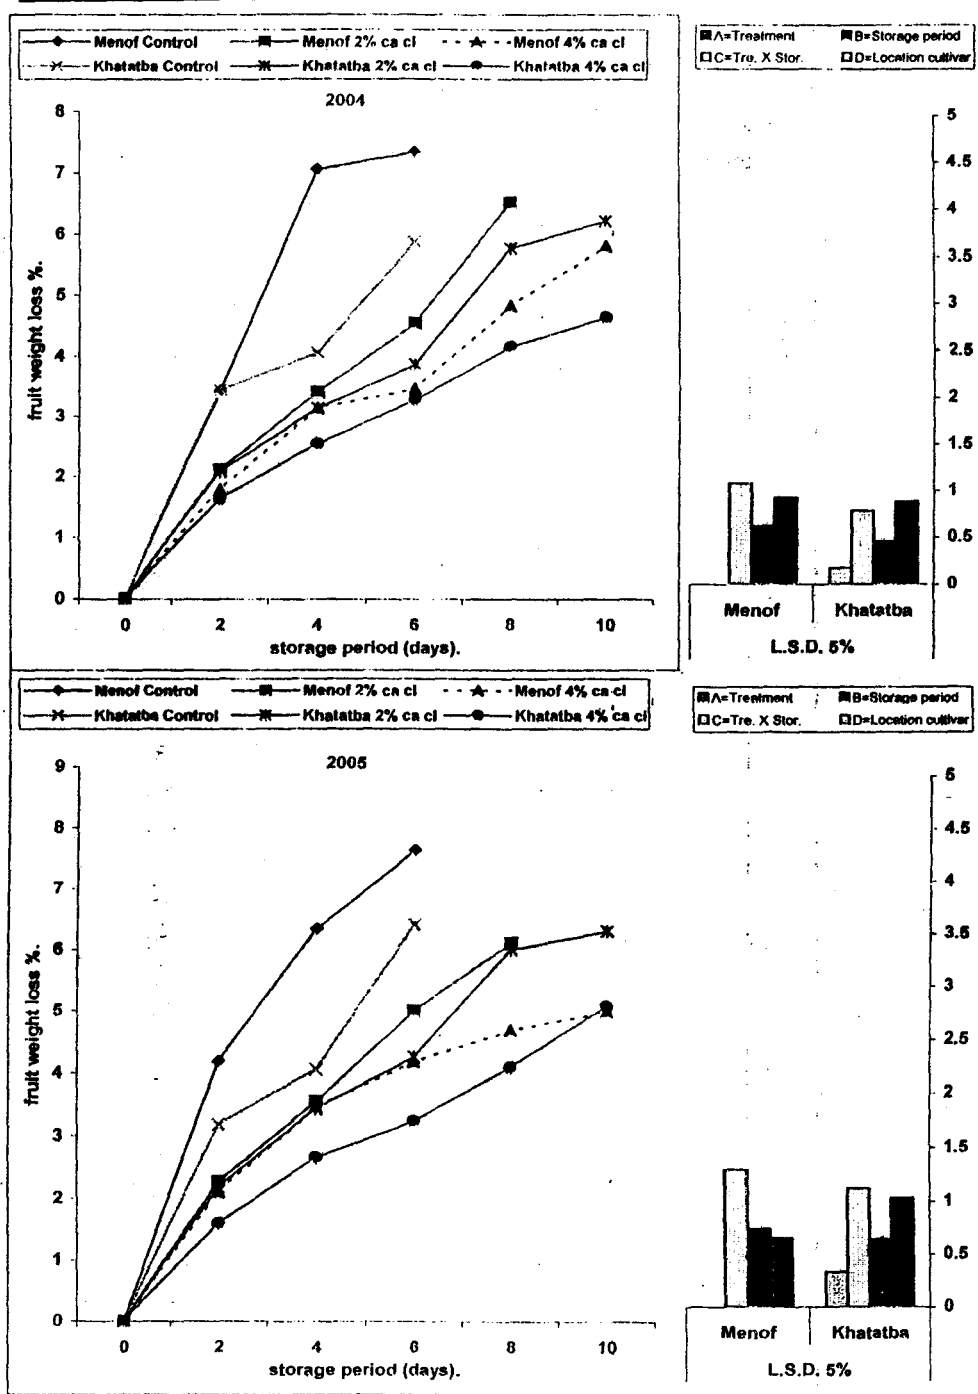 Menof Control Menof 2% ca cl Menof 4% ca cl
Khatatba Control Khatatba 2% ca cl Khatatba 4% ca cl
2004
8
7
6
5
4
3
2
1
0
fruit weight loss %.
0 2 4 6 8 10
storage period (days).
A=Treatment B=Storage period
C=Tre. X Stor. D=Location cultivar
5
4.5
4
3.5
3
2.5
2
1.5
1
0.5
0
Menof Khatatba
L.S.D. 5%
Menof Control Menof 2% ca cl Menof 4% ca cl
Khatatba Control Khatatba 2% ca cl Khatatba 4% ca cl
2005
9
8
7
6
5
4
3
2
1
0
fruit weight loss %.
0 2 4 6 8 10
storage period (days).
A=Treatment B=Storage period
C=Tre. X Stor. D=Location cultivar
5
4.5
4
3.5
3
2.5
2
1.5
1
0.5
0
Menof Khatatba
L.S.D. 5%